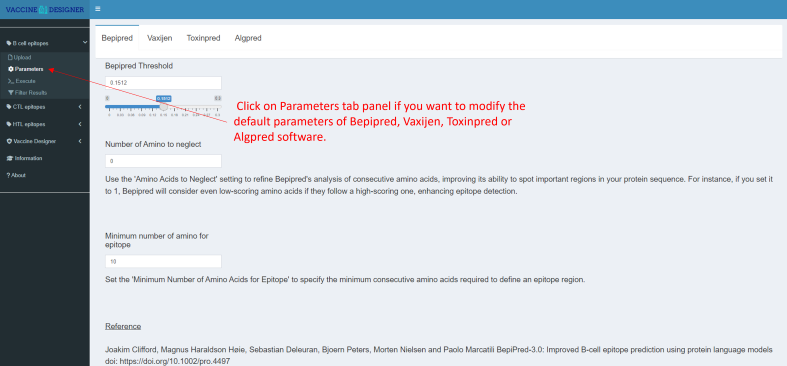 VACCINE DESIGNER
B cell epitopes
Upload
Parameters
Execute
Filter Results
CTL epitopes
HTL epitopes
Vaccine Designer
Information
? About
Bepipred Vaxijen Toxinpred Algpred
Bepipred Threshold
0.1512
0.1512
Click on Parameters tab panel if you want to modify the
default parameters of Bepipred, Vaxijen, Toxinpred or
Algpred software.
Number of Amino to neglect
0
Use the 'Amino Acids to Neglect' setting to refine Bepipred's analysis of consecutive amino acids, improving its ability to spot important regions in your protein sequence. For instance, if you set it
to 1, Bepipred will consider even low-scoring amino acids if they follow a high-scoring one, enhancing epitope detection.
Minimum number of amino for
epitope
10
Set the 'Minimum Number of Amino Acids for Epitope' to specify the minimum consecutive amino acids required to define an epitope region.
Reference
Joakim Clifford, Magnus Haraldson Høie, Sebastian Deleuran, Bjoern Peters, Morten Nielsen and Paolo Marcatili BepiPred-3.0: Improved B-cell epitope prediction using protein language models
doi: https://doi.org/10.1002/pro.4497